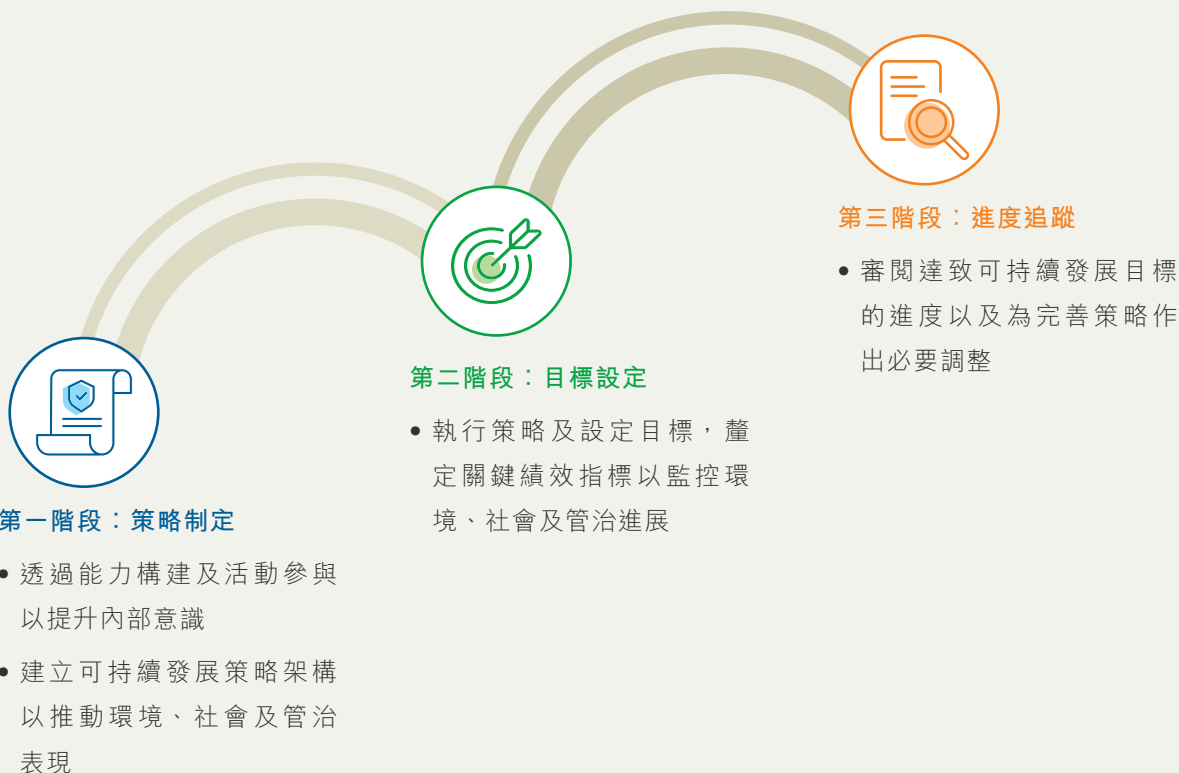 第一階段：策略制定
• 透過能力構建及活動參與
以提升內部意識
• 建立可持續發展策略架構
以推動環境、社會及管治
表現
第二階段：目標設定
• 執行策略及設定目標，釐
定關鍵績效指標以監控環
境、社會及管治進展
第三階段：進度追蹤
• 審閱達致可持續發展目標
的進度以及為完善策略作
出必要調整